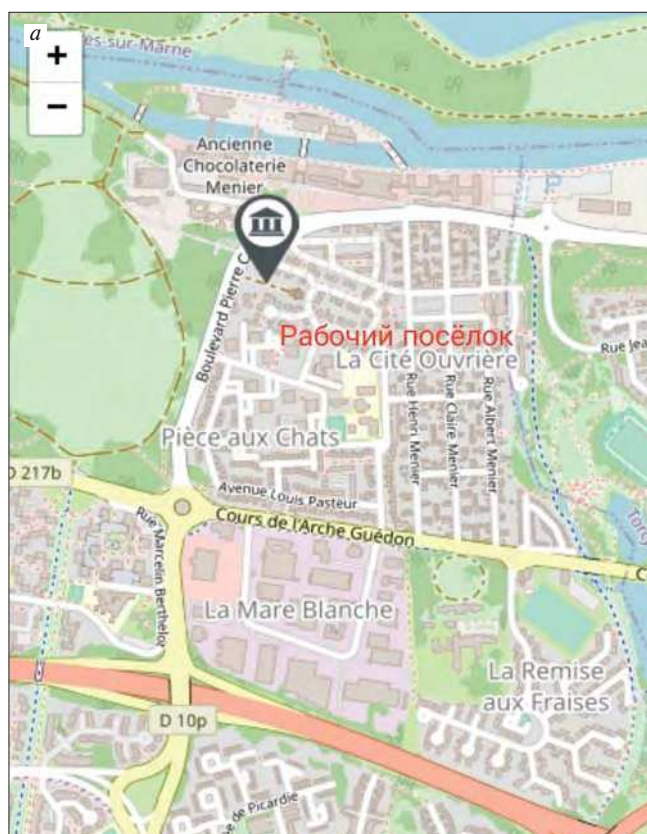 a
+
−
es-sur-Marne
Ancienne
Chocolaterie
Menier
Boulevard Pierre C
Рабочий посёлок
La Cité Ouvrière
Rue Jea
Rue Henri Menier
Rue Claire Menier
Rue Albert Menier
Pièce aux Chats
D 217b
Avenue Louis Pasteur
Cours de l'Arche Guédon
C
Torcy
Rue Marcelin Berthelot
La Mare Blanche
La Remise
aux Fraises
D 10p
e de Picardie